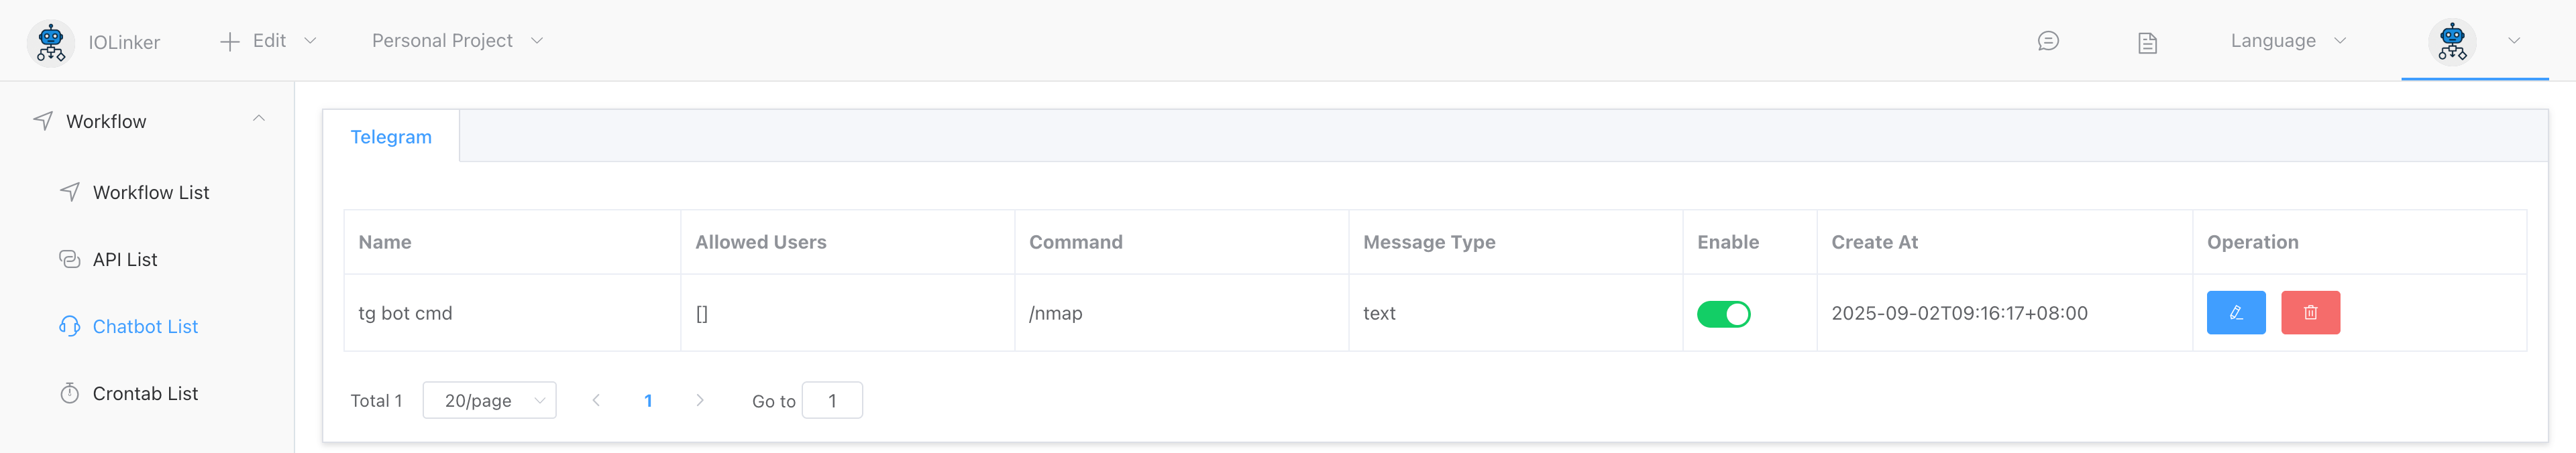 IOLinker Edit Personal Project Language
Workflow
Workflow List
API List
Chatbot List
Crontab List
Telegram
Name Allowed Users Command Message Type Enable Create At Operation
tg bot cmd [] /nmap text 2025-09-02T09:16:17+08:00
Total 1 20/page 1 Go to 1